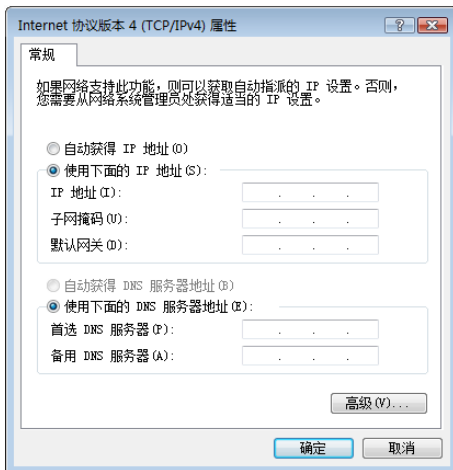 Internet 协议版本 4 (TCP/IPv4) 属性
常规
如果网络支持此功能，则可以获取自动指派的 IP 设置。否则，
您需要从网络系统管理员处获得适当的 IP 设置。
自动获得 IP 地址(O)
使用下面的 IP 地址(S):
IP 地址(I):
子网掩码(U):
默认网关(D):
自动获得 DNS 服务器地址(B)
使用下面的 DNS 服务器地址(E):
首选 DNS 服务器(P):
备用 DNS 服务器(A):
高级(V)...
确定 取消